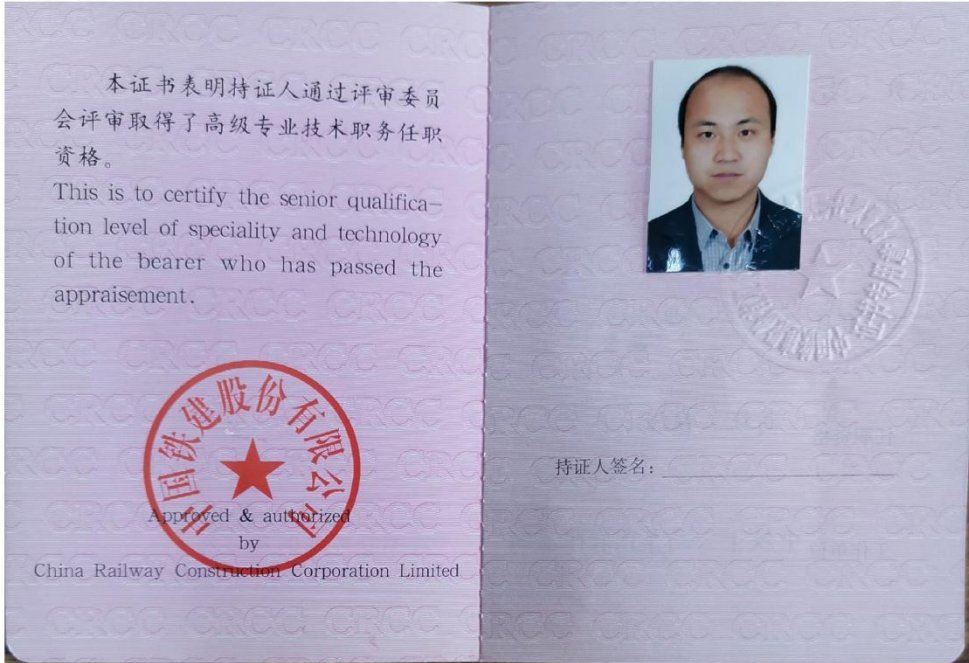 本证书表明持证人通过评审委员
会评审取得了高级专业技术职务任职
资格。
This is to certify the senior qualifica-
tion level of speciality and technology
of the bearer who has passed the
appraisement.
中国铁建股份有限公司
Approved & authorized
by
China Railway Construction Corporation Limited
持证人签名：
CRCC